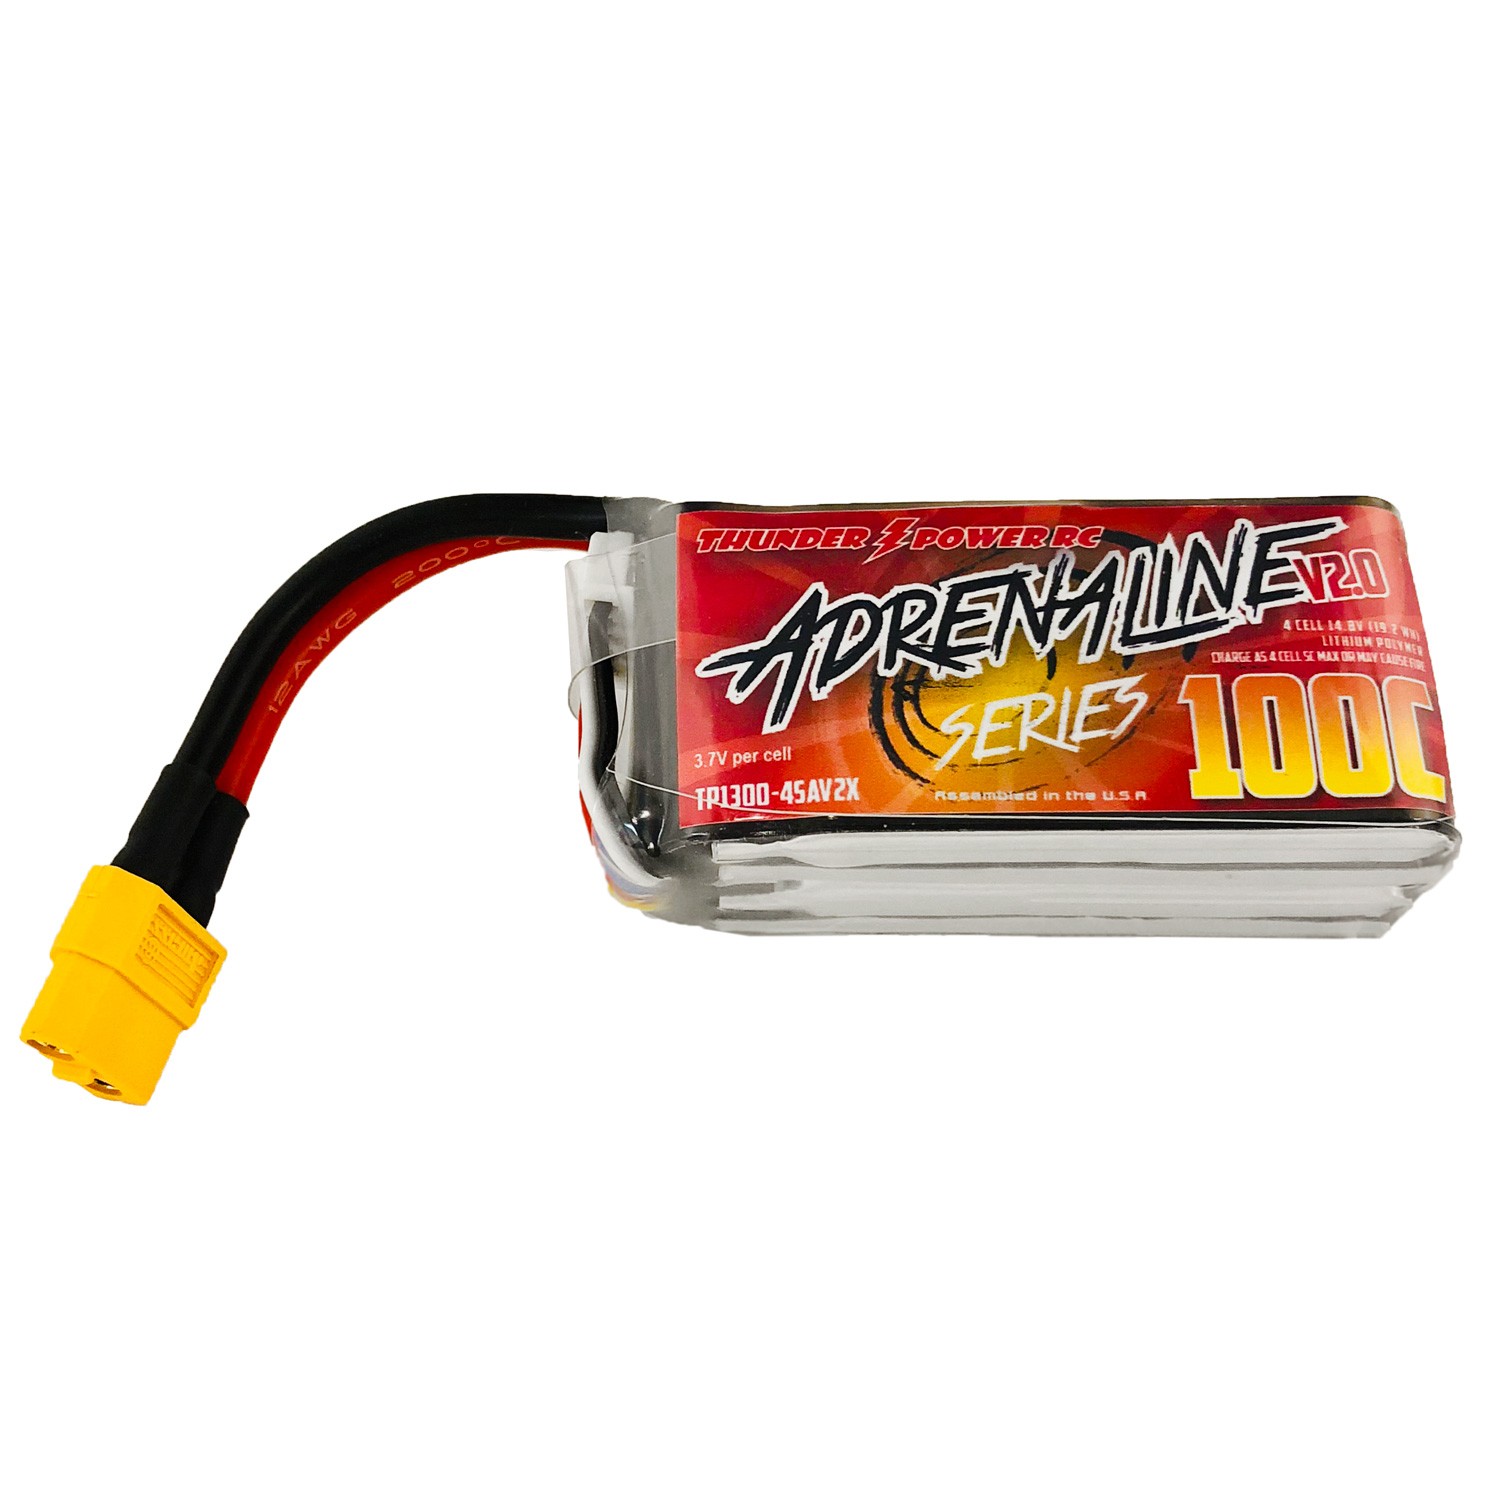 THUNDER POWER RC
ADRENALINE V2.0
SERIES
4 CELL 14.8V (19.2 WH)
LITHIUM POLYMER
CHARGE AS 4 CELL 5C MAX OR MAY CAUSE FIRE
100C
3.7V per cell
TP1300-4SAV2X
Assembled in the U.S.A
12AWG 200°C